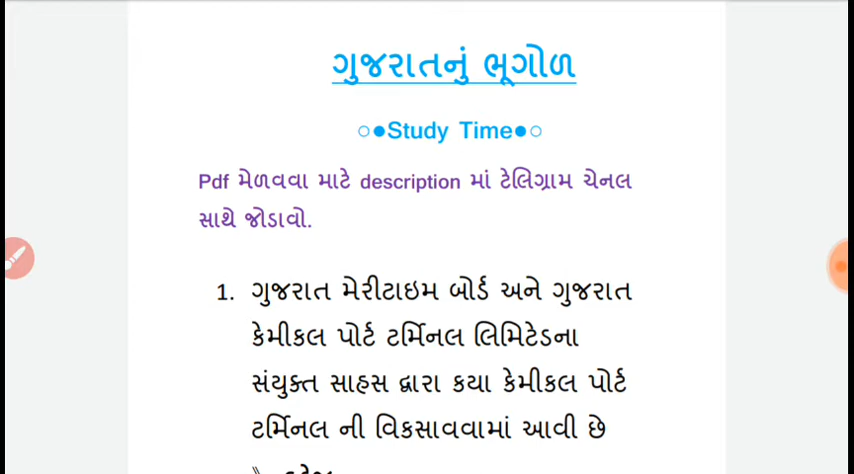 ગુજરાતનું ભૂગોળ
○●Study Time●○
Pdf મેળવવા માટે description માં ટેલિગ્રામ ચેનલ
સાથે જોડાવો.
1. ગુજરાત મેરીટાઇમ બોર્ડ અને ગુજરાત
કેમીકલ પોર્ટ ટર્મિનલ લિમિટેડના
સંયુક્ત સાહસ દ્વારા કયા કેમીકલ પોર્ટ
ટર્મિનલ ની વિકસાવવામાં આવી છે